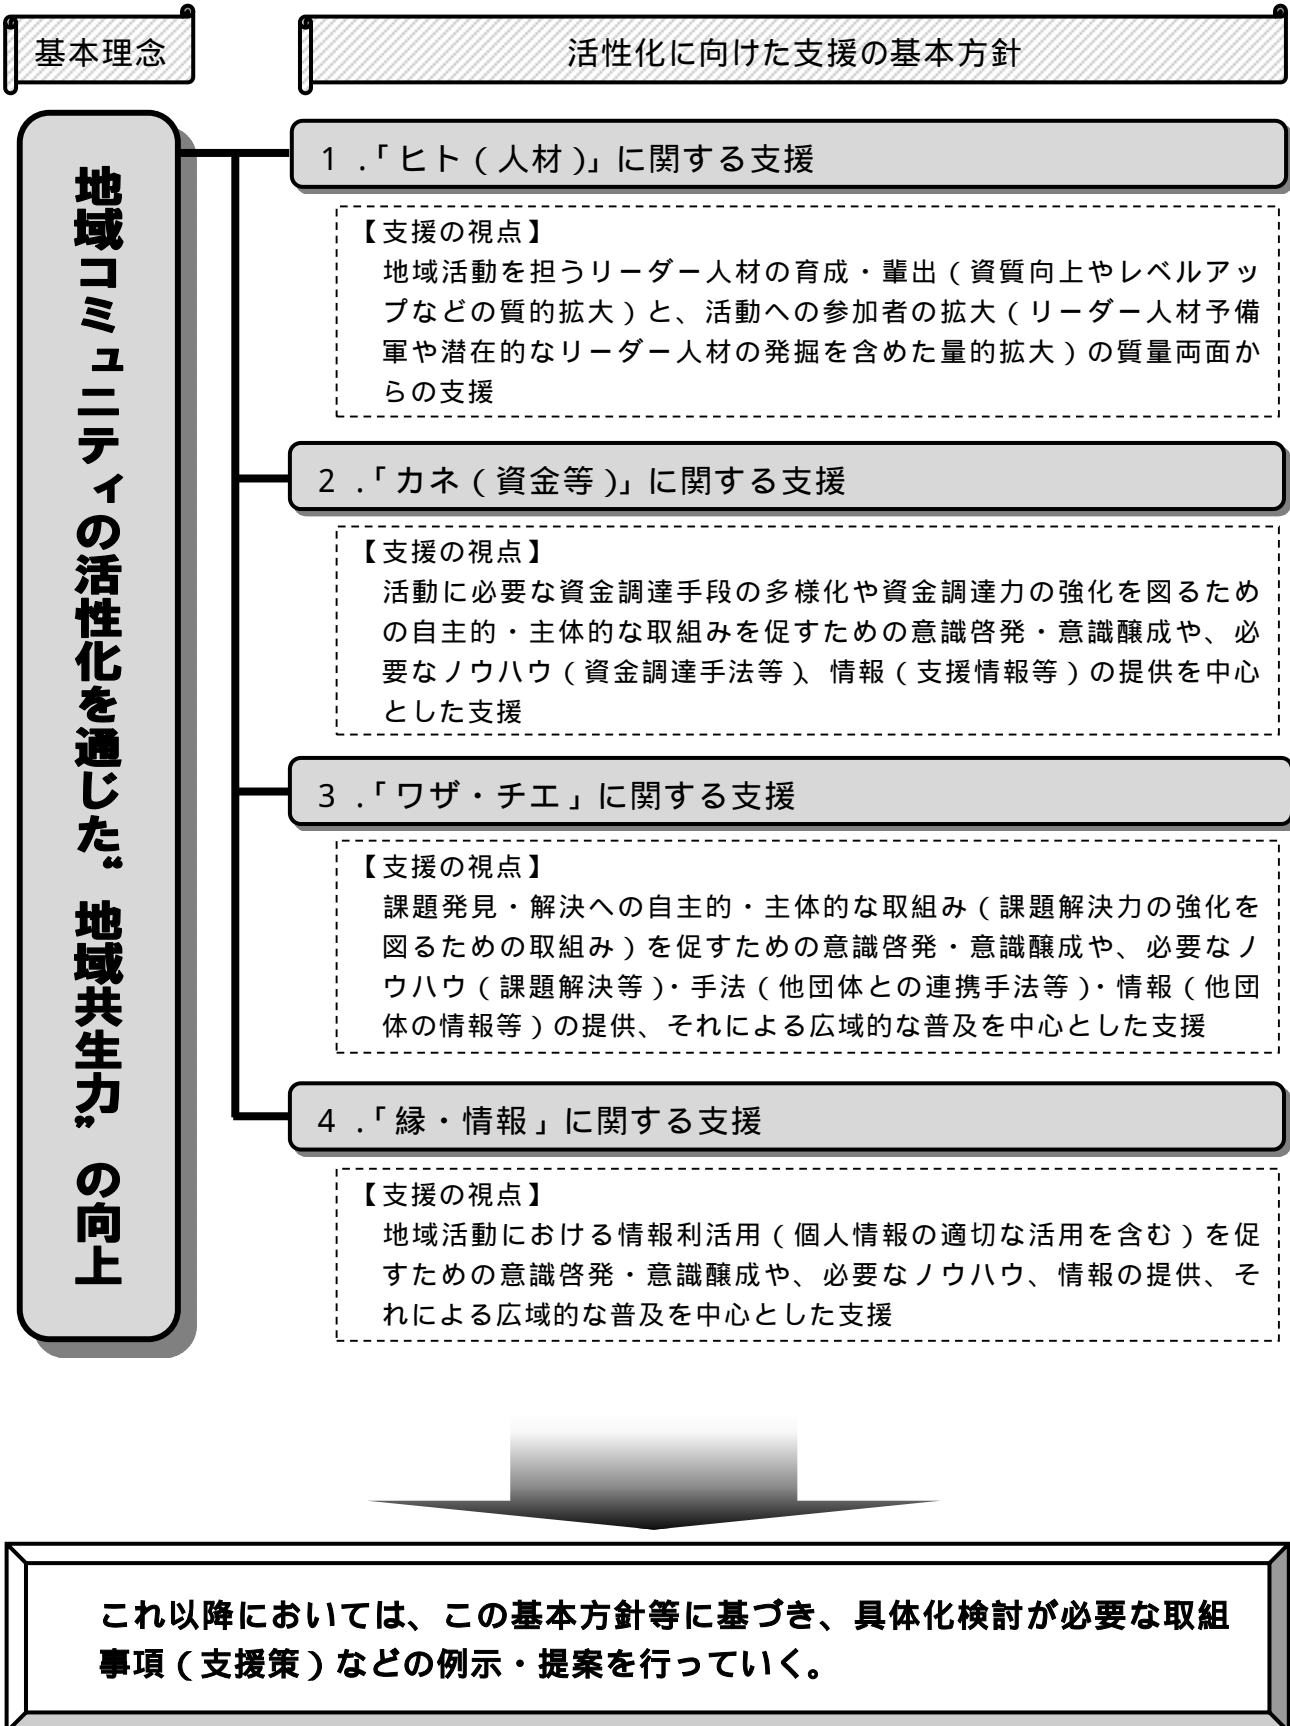 基本理念
活性化に向けた支援の基本方針
地域コミュニティの活性化を通じた“地域共生力”の向上
1．「ヒト（人材）」に関する支援
【支援の視点】
地域活動を担うリーダー人材の育成・輩出（資質向上やレベルアッ
プなどの質的拡大）と、活動への参加者の拡大（リーダー人材予備
軍や潜在的なリーダー人材の発掘を含めた量的拡大）の質量両面か
らの支援
2．「カネ（資金等）」に関する支援
【支援の視点】
活動に必要な資金調達手段の多様化や資金調達力の強化を図るため
の自主的・主体的な取組みを促すための意識啓発・意識醸成や、必
要なノウハウ（資金調達手法等）、情報（支援情報等）の提供を中心
とした支援
3．「ワザ・チエ」に関する支援
【支援の視点】
課題発見・解決への自主的・主体的な取組み（課題解決力の強化を
図るための取組み）を促すための意識啓発・意識醸成や、必要なノ
ウハウ（課題解決等）・手法（他団体との連携手法等）・情報（他団
体の情報等）の提供、それによる広域的な普及を中心とした支援
4．「縁・情報」に関する支援
【支援の視点】
地域活動における情報利活用（個人情報の適切な活用を含む）を促
すための意識啓発・意識醸成や、必要なノウハウ、情報の提供、そ
れによる広域的な普及を中心とした支援
これ以降においては、この基本方針等に基づき、具体化検討が必要な取組
事項（支援策）などの例示・提案を行っていく。